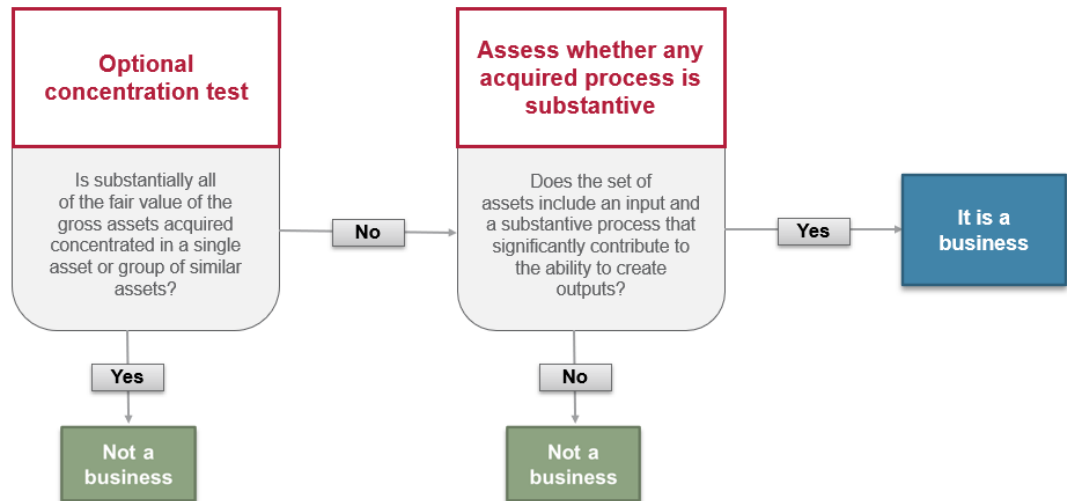 Optional
concentration test
Is substantially all
of the fair value of the
gross assets acquired
concentrated in a single
asset or group of similar
assets?
No
Yes
Not a
business
Assess whether any
acquired process is
substantive
Does the set of
assets include an input and
a substantive process that
significantly contribute to
the ability to create
outputs?
Yes
It is a
business
No
Not a
business